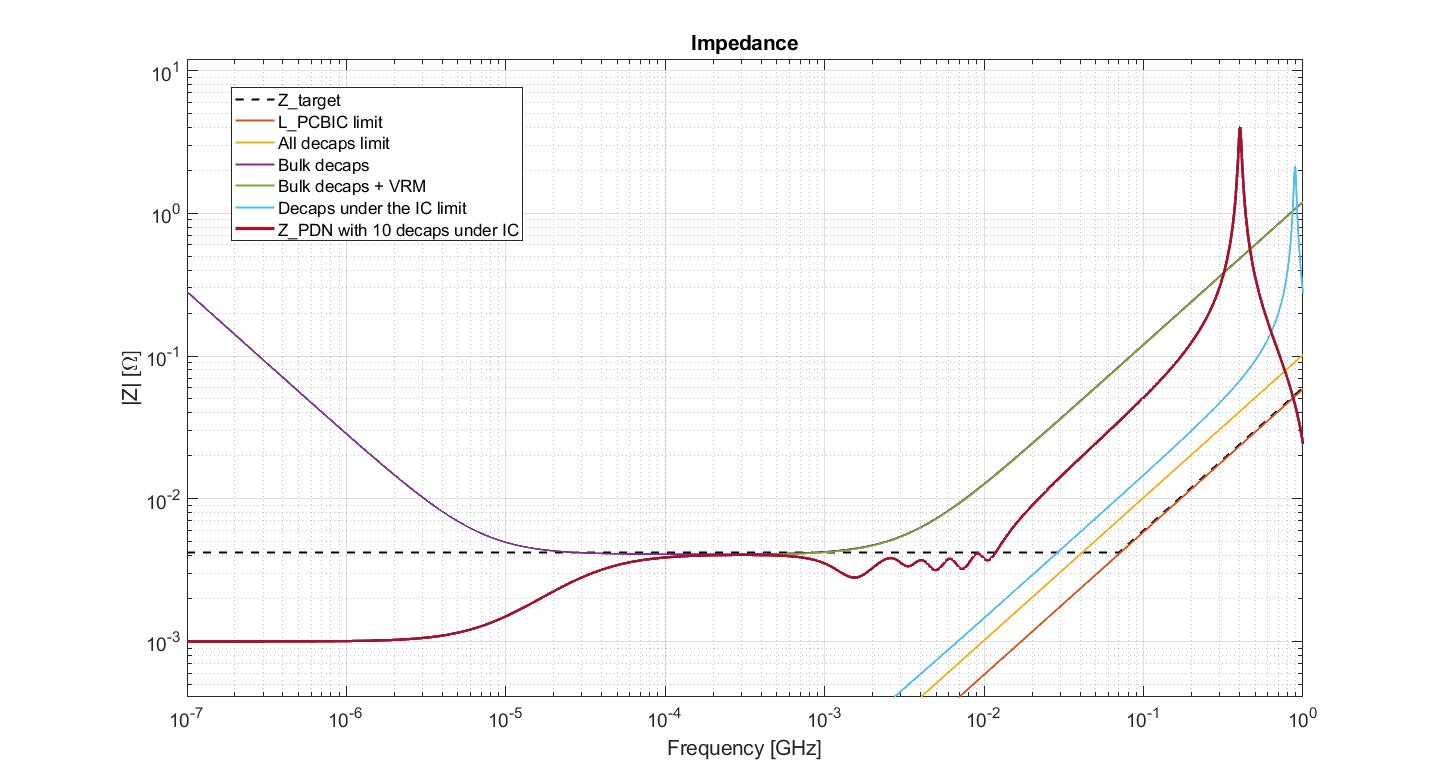 Impedance
10^1
10^0
10^-1
10^-2
10^-3
|Z| [Ω]
Z_target
L_PCBIC limit
All decaps limit
Bulk decaps
Bulk decaps + VRM
Decaps under the IC limit
Z_PDN with 10 decaps under IC
10^-7 10^-6 10^-5 10^-4 10^-3 10^-2 10^-1 10^0
Frequency [GHz]